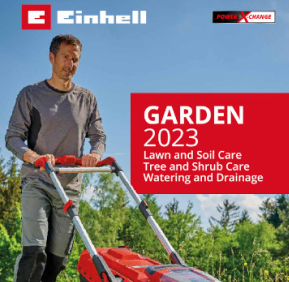 Einhell
POWER X CHANGE
GARDEN
2023
Lawn and Soil Care
Tree and Shrub Care
Watering and Drainage